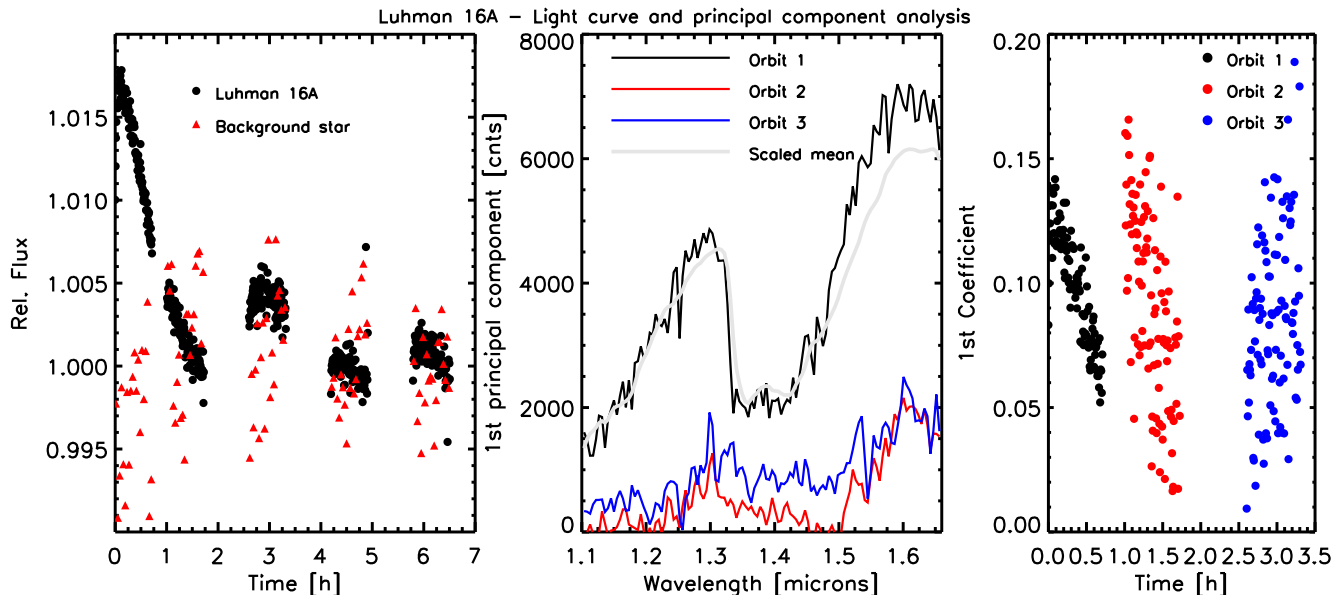 Luhman 16A – Light curve and principal component analysis
Rel. Flux
1.015
1.010
1.005
1.000
0.995
Luhman 16A
Background star
0 1 2 3 4 5 6 7
Time [h]
1st principal component [cnts]
8000
6000
4000
2000
0
Orbit 1
Orbit 2
Orbit 3
Scaled mean
1.1 1.2 1.3 1.4 1.5 1.6
Wavelength [microns]
1st Coefficient
0.20
0.15
0.10
0.05
0.00
Orbit 1
Orbit 2
Orbit 3
0.0 0.5 1.0 1.5 2.0 2.5 3.0 3.5
Time [h]